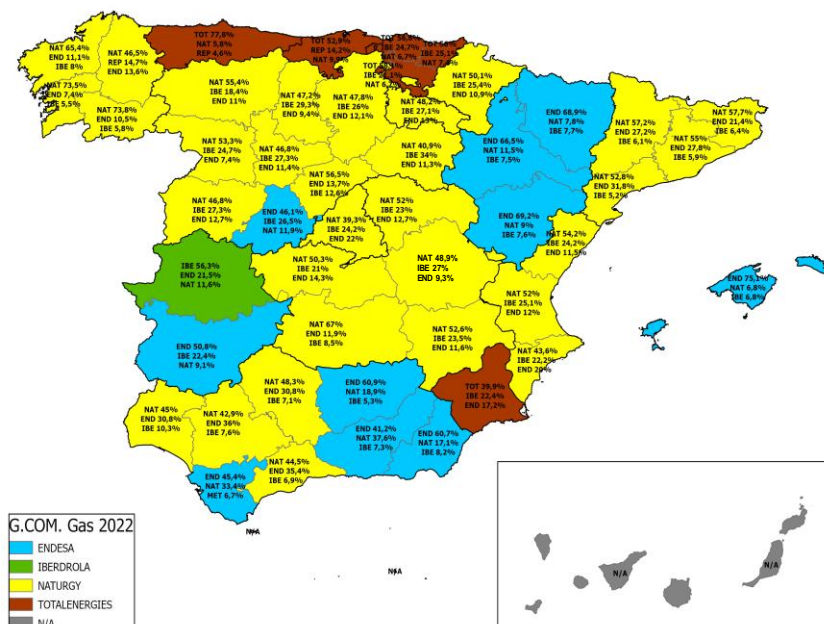 TOT 77,8%
NAT 5,8%
REP 4,6%
TOT 52,9%
REP 14,2%
IBE 24,7%
NAT 6,7%
IBE 25,1%
NAT 65,4%
END 11,1%
IBE 8%
NAT 46,5%
REP 14,7%
END 13,6%
NAT 73,5%
END 7,4%
IBE 5,5%
NAT 73,8%
END 10,5%
IBE 5,8%
NAT 55,4%
IBE 18,4%
END 11%
NAT 47,2%
IBE 29,3%
END 9,4%
NAT 47,8%
IBE 26%
END 12,1%
NAT 48,2%
IBE 27,1%
NAT 50,1%
IBE 25,4%
END 10,9%
END 68,9%
NAT 7,8%
IBE 7,7%
NAT 57,2%
END 27,2%
IBE 6,1%
NAT 57,7%
END 21,4%
IBE 6,4%
NAT 55%
END 27,8%
IBE 5,9%
NAT 53,3%
IBE 24,7%
END 7,4%
NAT 46,8%
IBE 27,3%
END 11,4%
NAT 40,9%
IBE 34%
END 11,3%
END 66,5%
NAT 11,5%
IBE 7,5%
NAT 52,8%
END 31,8%
IBE 5,2%
NAT 56,5%
END 13,7%
IBE 12,6%
NAT 46,8%
IBE 27,3%
END 12,7%
END 46,1%
IBE 26,5%
NAT 11,9%
NAT 39,3%
IBE 24,2%
END 22%
NAT 52%
IBE 23%
END 12,7%
END 69,2%
NAT 9%
IBE 7,6%
NAT 54,2%
IBE 24,2%
END 11,5%
IBE 56,3%
END 21,5%
NAT 11,6%
NAT 50,3%
IBE 21%
END 14,3%
NAT 48,9%
IBE 27%
END 9,3%
END 75,1%
NAT 6,8%
IBE 6,8%
NAT 52%
IBE 25,1%
END 12%
END 50,8%
IBE 22,4%
NAT 9,1%
NAT 67%
END 11,9%
IBE 8,5%
NAT 52,6%
IBE 23,5%
END 11,6%
NAT 43,6%
IBE 22,2%
END 20%
NAT 48,3%
END 30,8%
IBE 7,1%
END 60,9%
NAT 18,9%
IBE 5,3%
TOT 39,9%
IBE 22,4%
END 17,2%
NAT 45%
END 30,8%
IBE 10,3%
NAT 42,9%
END 36%
IBE 7,6%
END 41,2%
NAT 37,6%
IBE 7,3%
END 60,7%
NAT 17,1%
IBE 8,2%
END 45,4%
NAT 33,4%
MET 6,7%
NAT 44,5%
END 35,4%
IBE 6,9%
N/A
N/A
N/A
N/A
G.COM. Gas 2022
ENDESA
IBERDROLA
NATURGY
TOTALENERGIES
N/A